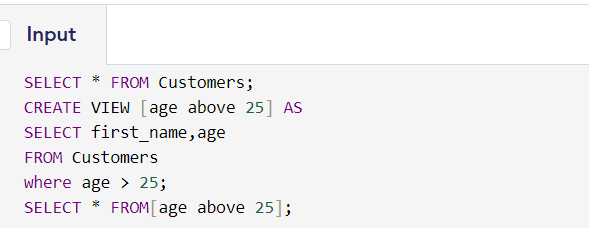 Input
SELECT * FROM Customers;
CREATE VIEW [age above 25] AS
SELECT first_name,age
FROM Customers
where age > 25;
SELECT * FROM[age above 25];